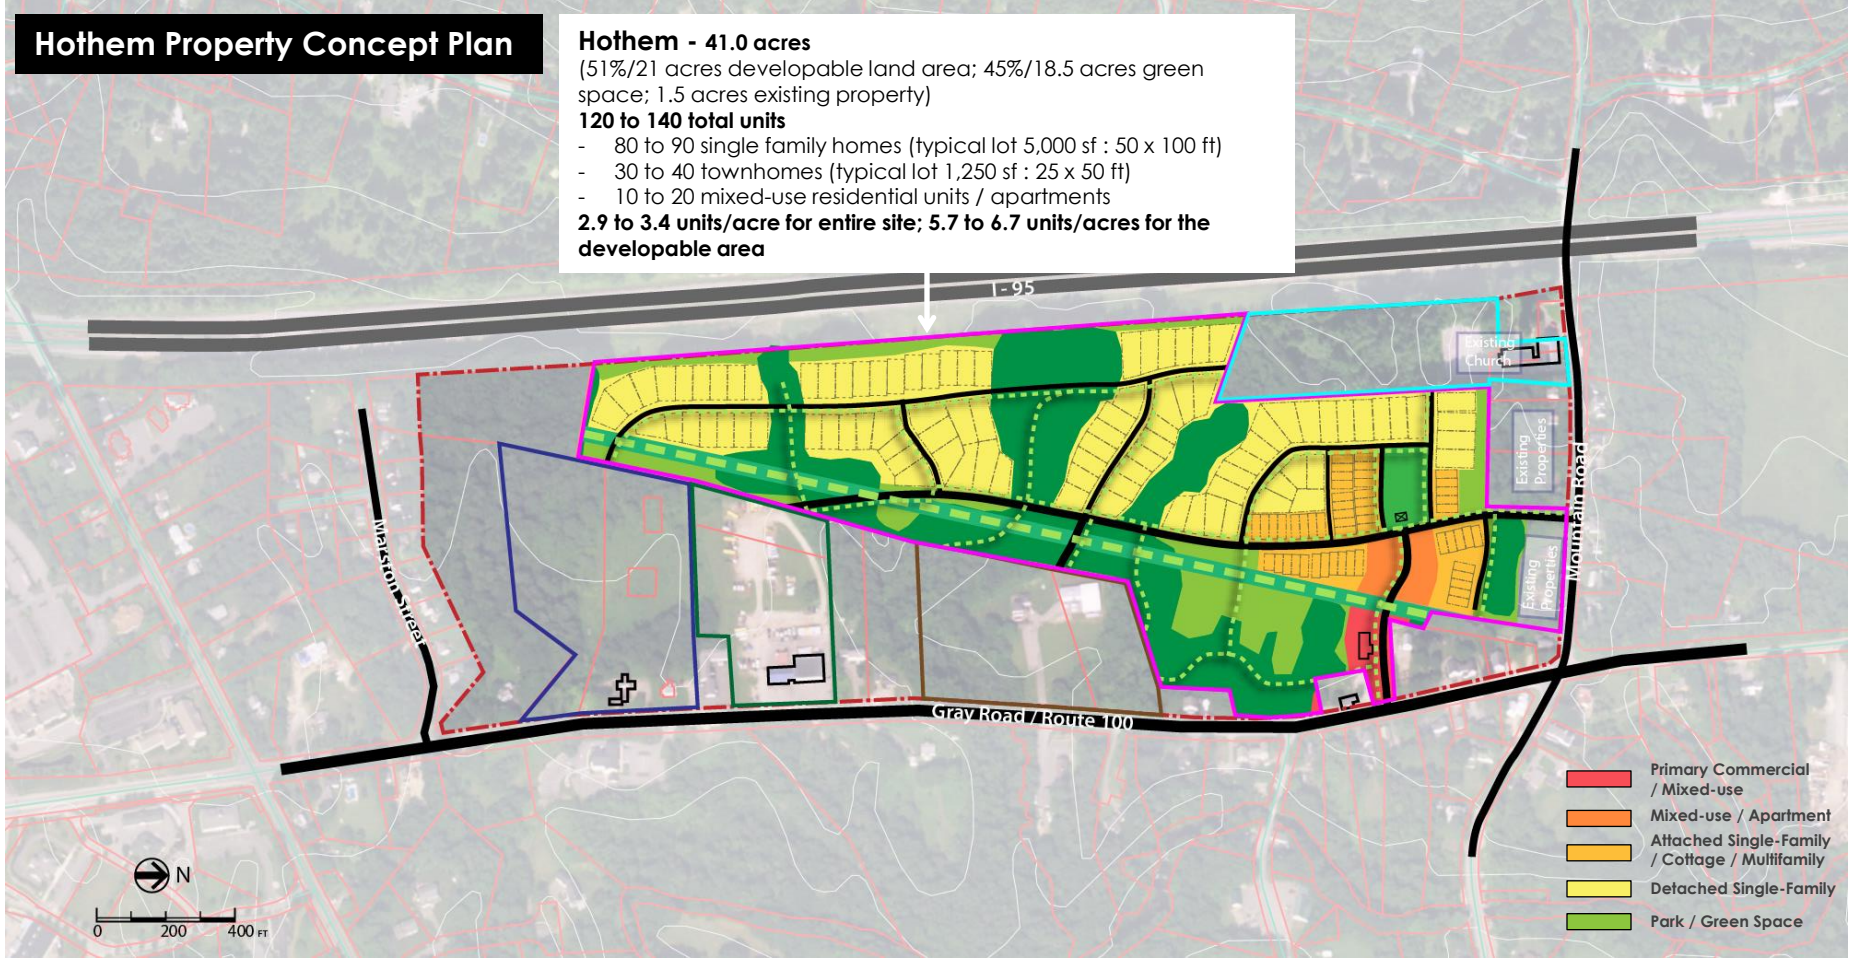 Hothem Property Concept Plan
Hothem - 41.0 acres
(51%/21 acres developable land area; 45%/18.5 acres green
space; 1.5 acres existing property)
120 to 140 total units
- 80 to 90 single family homes (typical lot 5,000 sf : 50 x 100 ft)
- 30 to 40 townhomes (typical lot 1,250 sf : 25 x 50 ft)
- 10 to 20 mixed-use residential units / apartments
2.9 to 3.4 units/acre for entire site; 5.7 to 6.7 units/acres for the
developable area
I-95
Existing
Church
Existing
Properties
Mountain Road
Existing
Properties
Marston Street
Gray Road / Route 100
Primary Commercial
/ Mixed-use
Mixed-use / Apartment
Attached Single-Family
/ Cottage / Multifamily
Detached Single-Family
Park / Green Space
N
0 200 400 FT